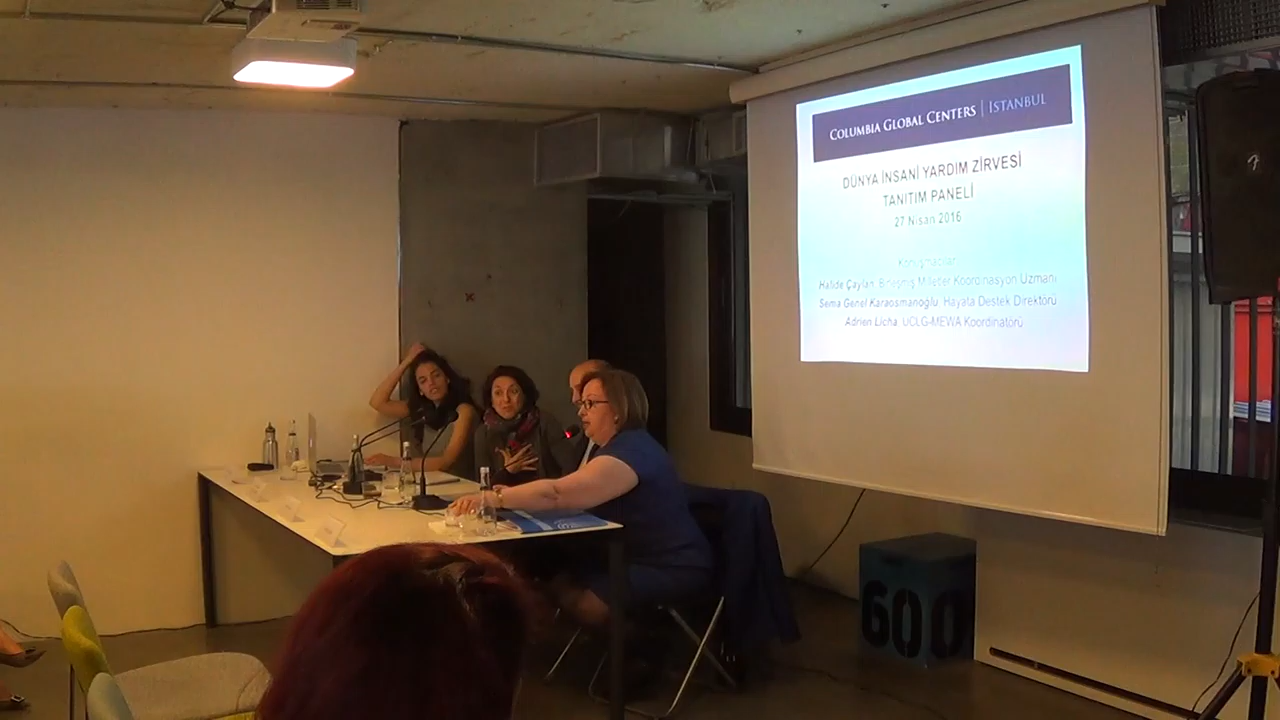 COLUMBIA GLOBAL CENTERS | ISTANBUL
DÜNYA İNSANİ YARDIM ZİRVESİ
TANITIM PANELİ
27 Nisan 2016
Konuşmacılar
Halide Çaylan: Birleşmiş Milletler Koordinasyon Uzmanı
Sema Genel Karaosmanoğlu: Hayata Destek Direktörü
Adrien Licha: UCLG-MEWA Koordinatörü
600